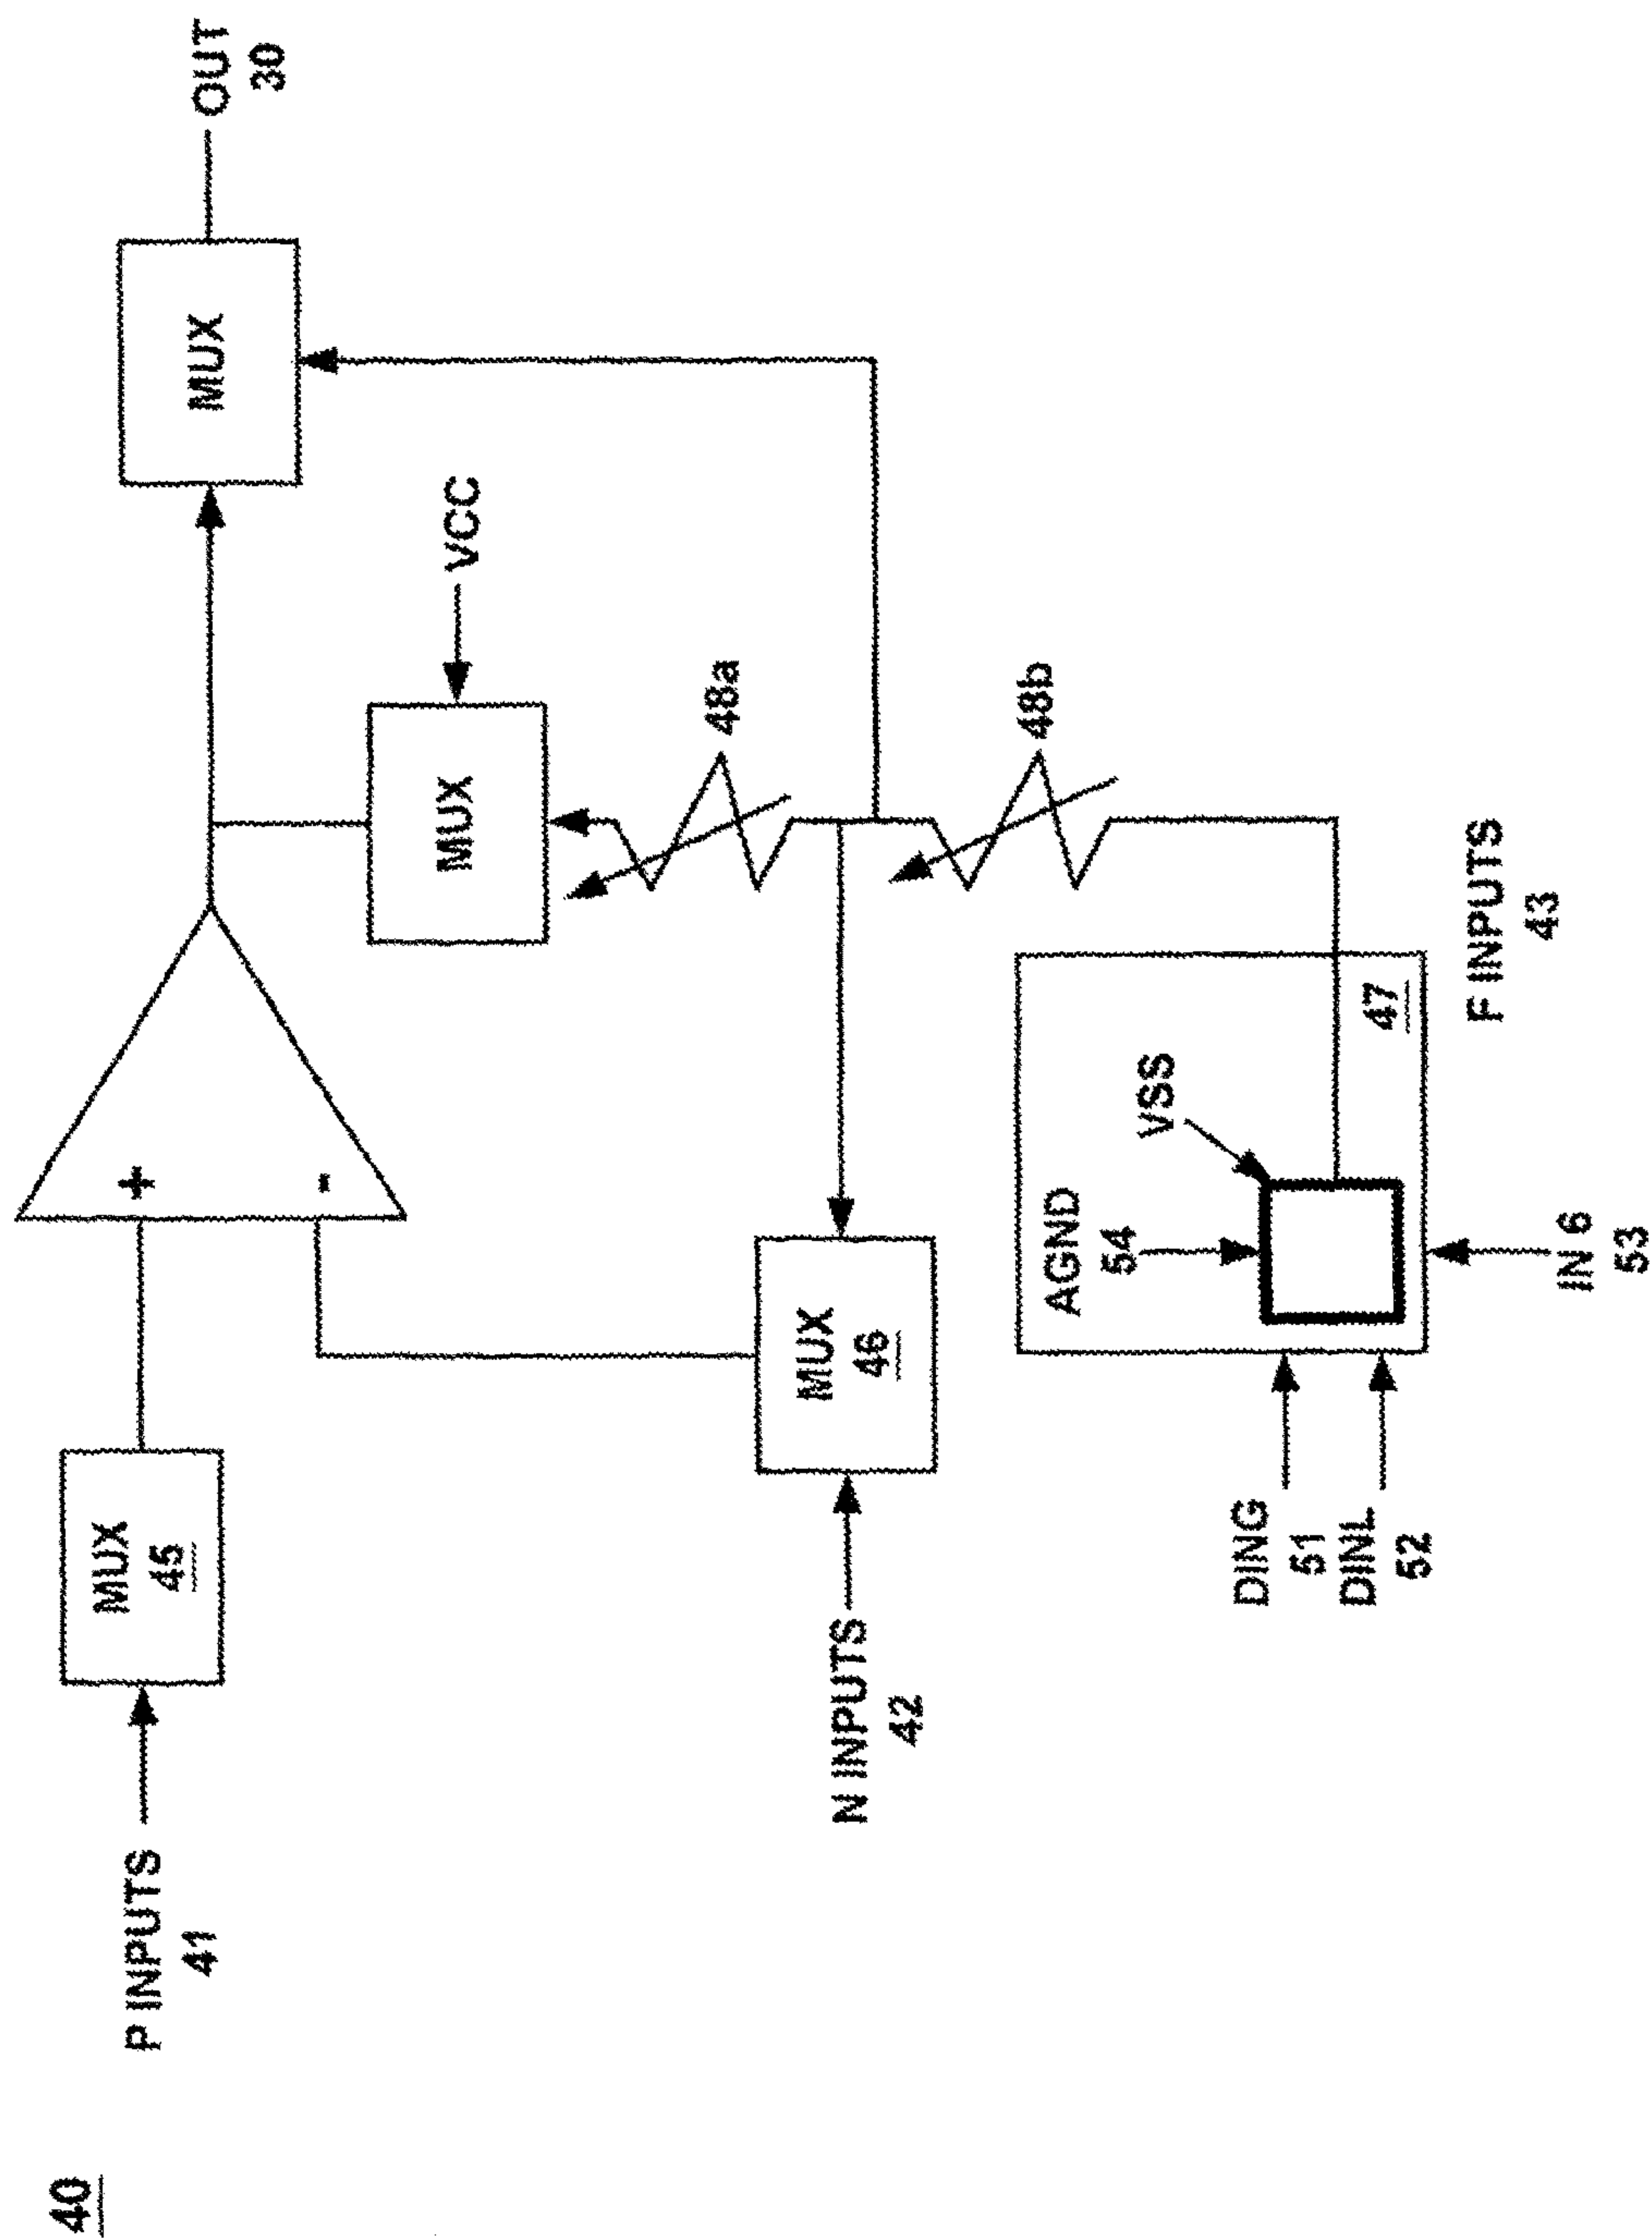 40
P INPUTS
41
MUX
45
+
-
MUX
OUT
30
MUX
VCC
N INPUTS
42
MUX
46
48a
48b
DING
51
DINL
52
AGND
54
VSS
47
IN 6
53
F INPUTS
43